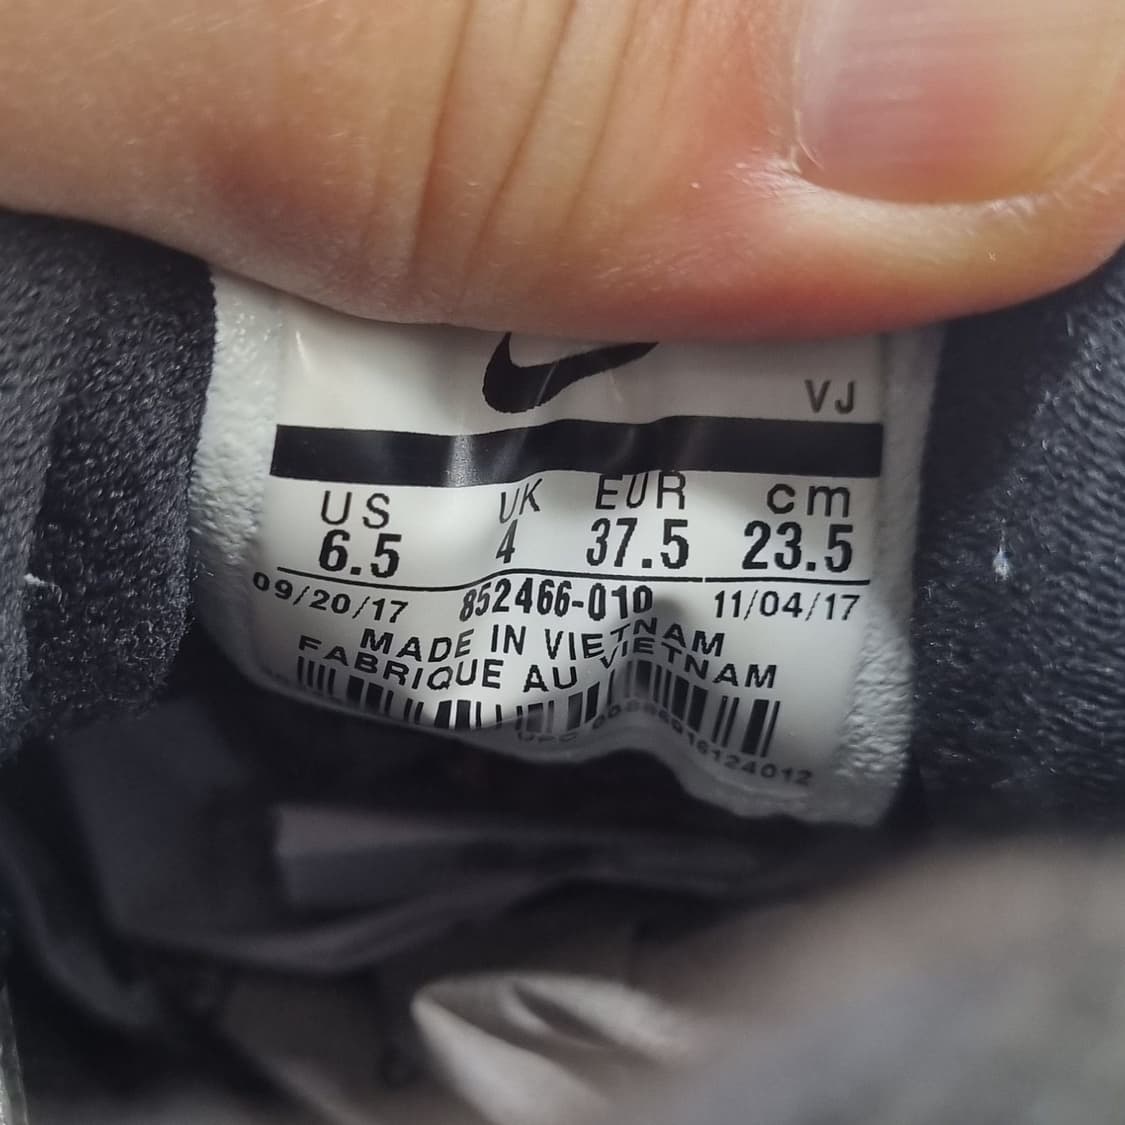 VJ
US UK EUR cm
6.5 4 37.5 23.5
09/20/17 852466-010 11/04/17
MADE IN VIETNAM
FABRIQUE AU VIETNAM
UPC